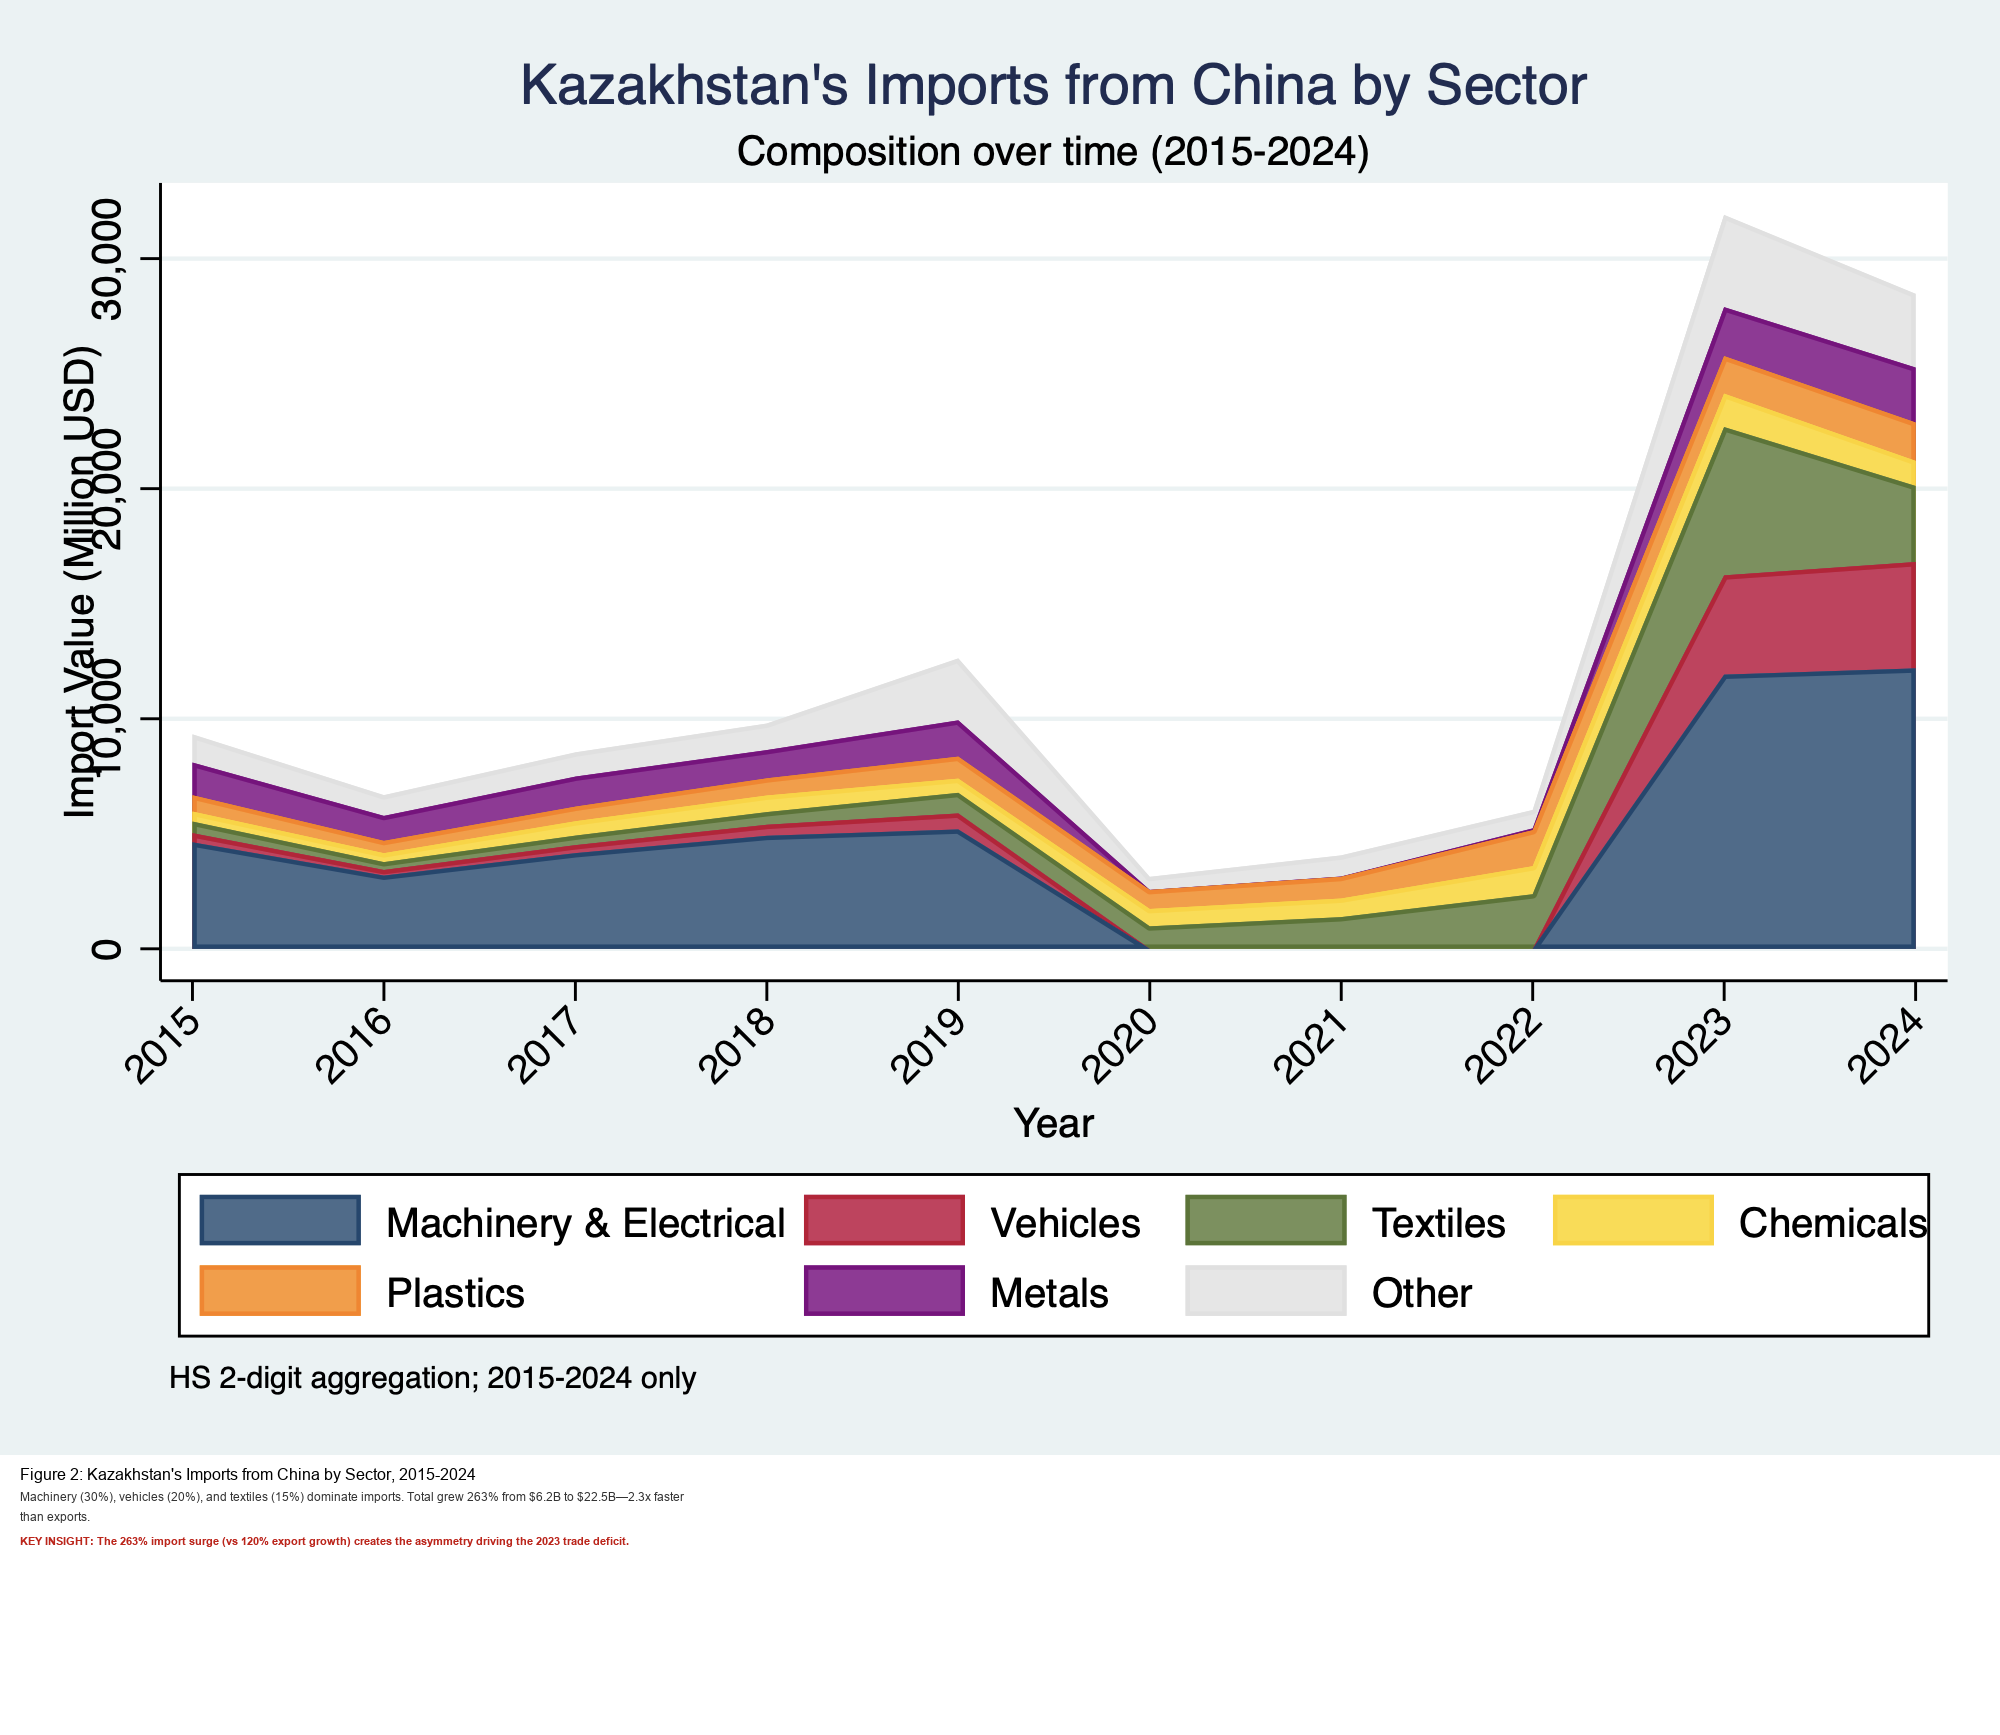 Kazakhstan's Imports from China by Sector
Composition over time (2015-2024)
Import Value (Million USD)
30,000
20,000
10,000
0
2015 2016 2017 2018 2019 2020 2021 2022 2023 2024
Year
Machinery & Electrical Vehicles Textiles Chemicals
Plastics Metals Other
HS 2-digit aggregation; 2015-2024 only
Figure 2: Kazakhstan's Imports from China by Sector, 2015-2024
Machinery (30%), vehicles (20%), and textiles (15%) dominate imports. Total grew 263% from $6.2B to $22.5B—2.3x faster
than exports.
KEY INSIGHT: The 263% import surge (vs 120% export growth) creates the asymmetry driving the 2023 trade deficit.